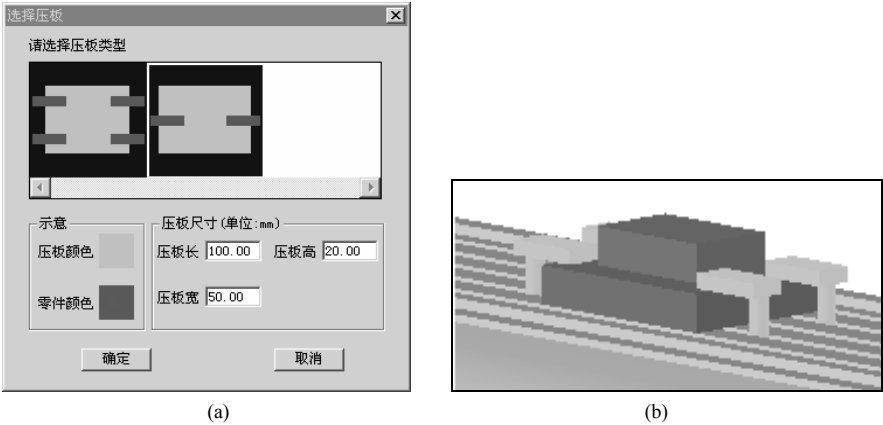 选择压板
请选择压板类型
示意
压板颜色
零件颜色
压板尺寸(单位:mm)
压板长 100.00 压板高 20.00
压板宽 50.00
确定 取消
(a) (b)